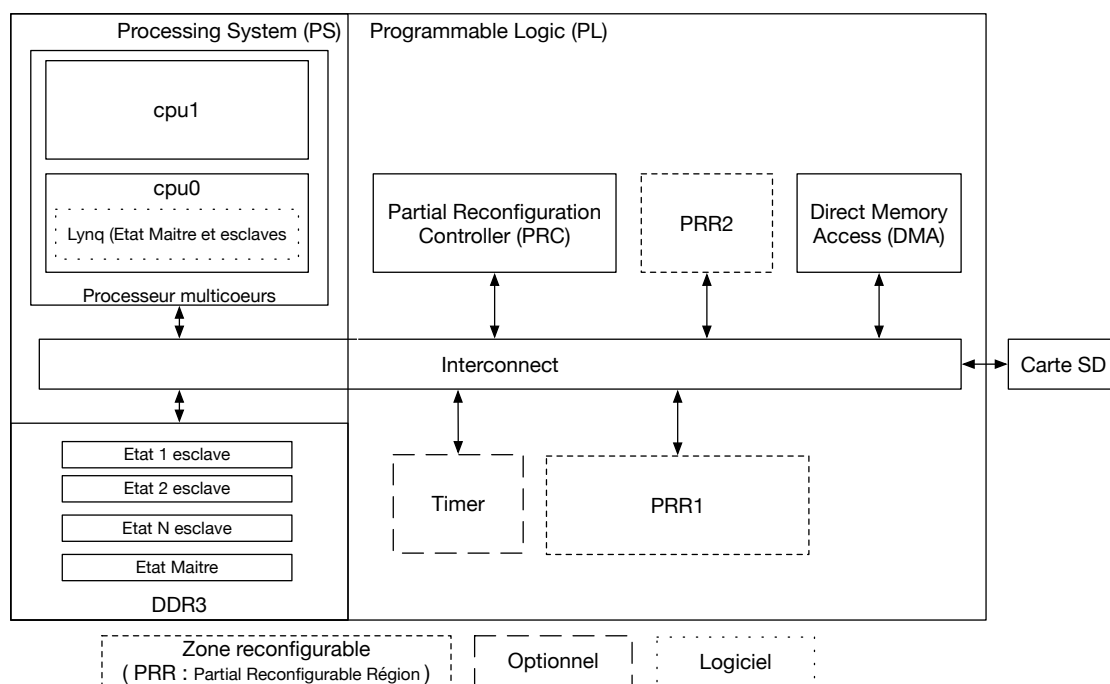 Processing System (PS)
Programmable Logic (PL)
cpu1
cpu0
Lynq (Etat Maitre et esclaves
Processeur multicoeurs
Partial Reconfiguration
Controller (PRC)
PRR2
Direct Memory
Access (DMA)
Interconnect
Carte SD
Etat 1 esclave
Etat 2 esclave
Etat N esclave
Etat Maitre
DDR3
Timer
PRR1
Zone reconfigurable
( PRR : Partial Reconfigurable Région )
Optionnel
Logiciel